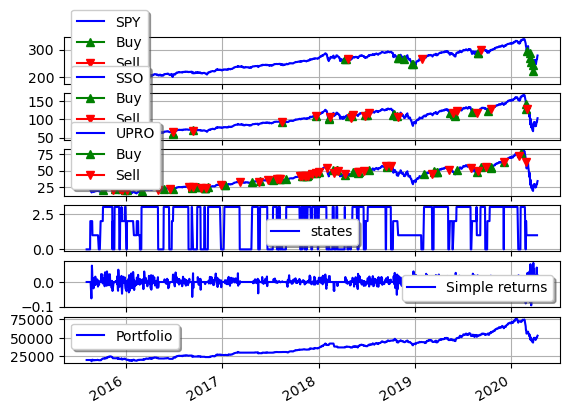 SPY
Buy
Sell
300
200
SSO
Buy
Sell
150
100
50
UPRO
Buy
Sell
75
50
25
2.5
0.0
states
0.0
−0.1
Simple returns
75000
50000
25000
Portfolio
2016 2017 2018 2019 2020